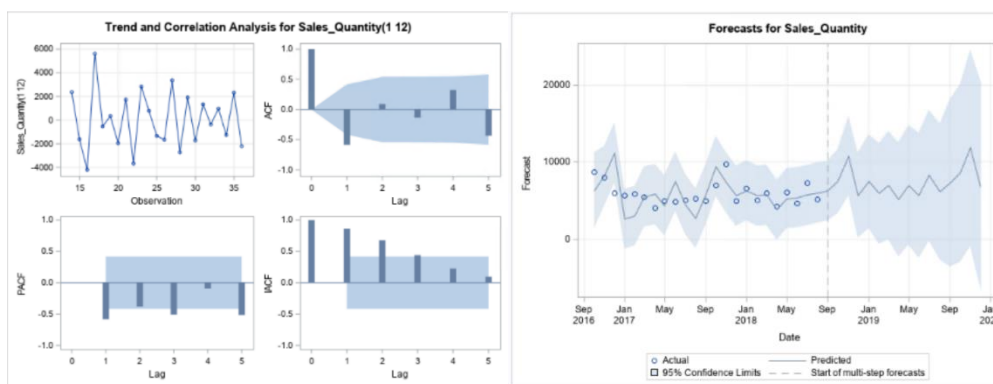 Trend and Correlation Analysis for Sales_Quantity(1 12)
Sales_Quantity(1 12)
6000
4000
2000
0
-2000
-4000
15 20 25 30 35
Observation
ACF
1.0
0.5
0.0
-0.5
-1.0
0 1 2 3 4 5
Lag
PACF
1.0
0.5
0.0
-0.5
-1.0
0 1 2 3 4 5
Lag
IACF
1.0
0.5
0.0
-0.5
-1.0
0 1 2 3 4 5
Lag
Forecasts for Sales_Quantity
Forecast
20000
10000
0
Sep Jan May Sep Jan May Sep Jan May Sep Ja
2016 2017 2018 2019 202
Date
Actual Predicted
95% Confidence Limits Start of multi-step forecasts